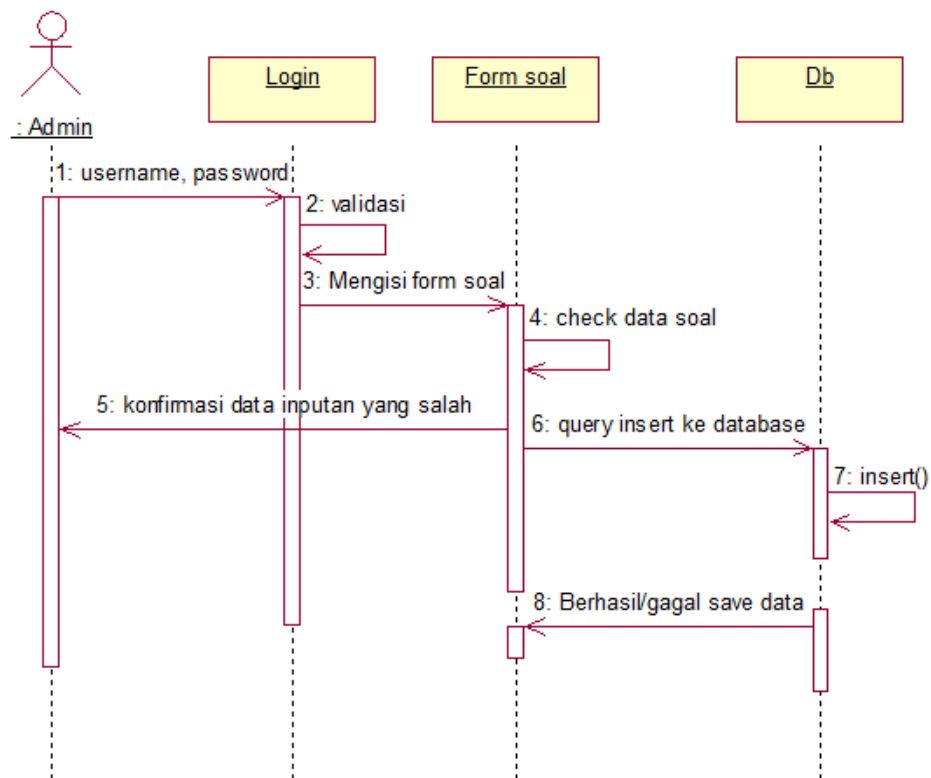 : Admin
Login
Form soal
Db
1: username, password
2: validasi
3: Mengisi form soal
4: check data soal
5: konfirmasi data inputan yang salah
6: query insert ke database
7: insert()
8: Berhasil/gagal save data